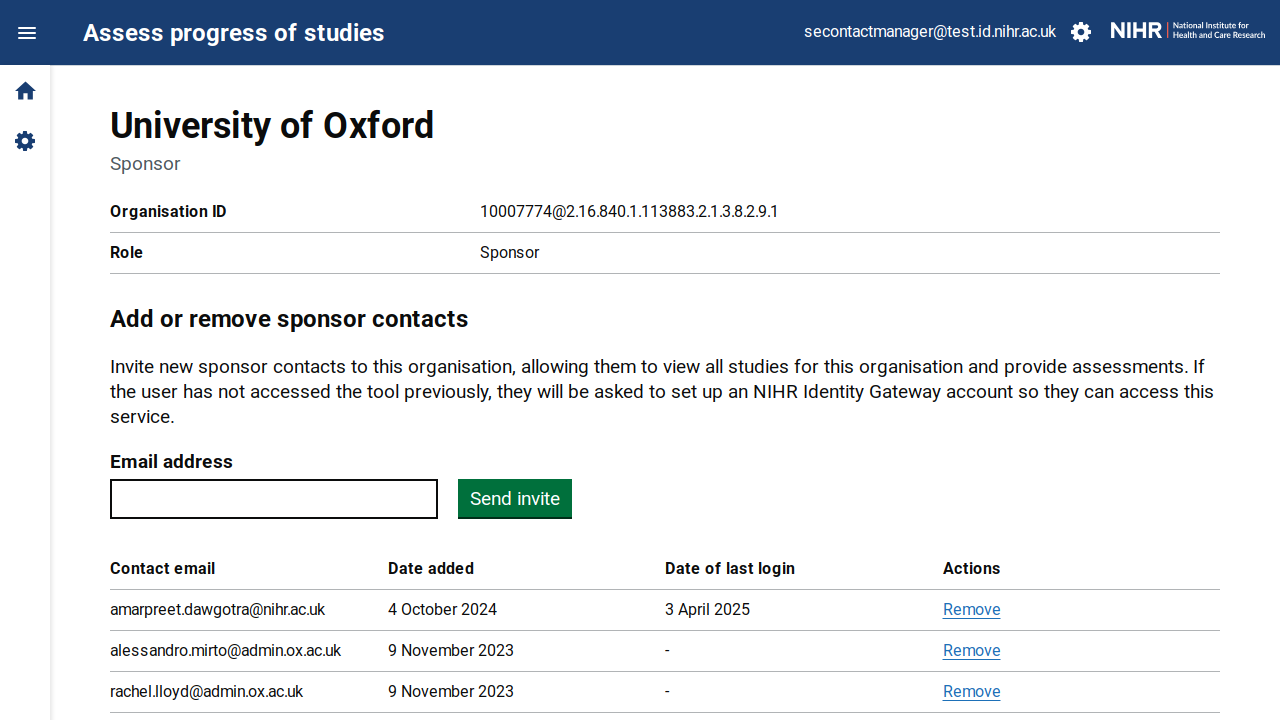 Assess progress of studies
secontactmanager@test.id.nihr.ac.uk
NIHR
National Institute for
Health and Care Research
University of Oxford
Sponsor
Organisation ID 10007774@2.16.840.1.113883.2.1.3.8.2.9.1
Role Sponsor
Add or remove sponsor contacts
Invite new sponsor contacts to this organisation, allowing them to view all studies for this organisation and provide assessments. If
the user has not accessed the tool previously, they will be asked to set up an NIHR Identity Gateway account so they can access this
service.
Email address
Send invite
Contact email Date added Date of last login Actions
amarpreet.dawgotra@nihr.ac.uk 4 October 2024 3 April 2025 Remove
alessandro.mirto@admin.ox.ac.uk 9 November 2023 - Remove
rachel.lloyd@admin.ox.ac.uk 9 November 2023 - Remove